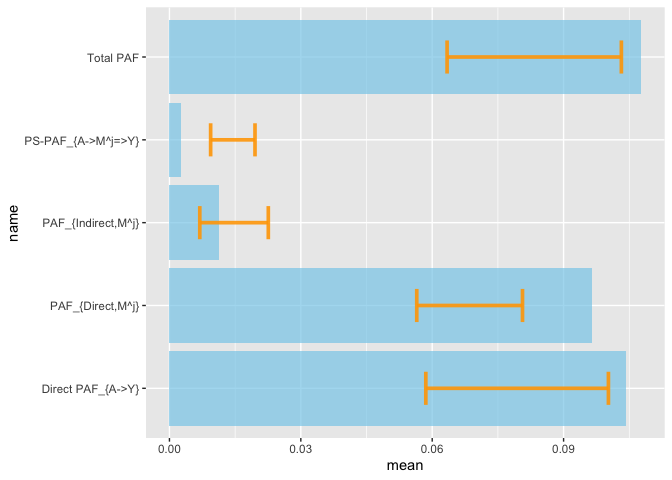 Total PAF
PS-PAF_{A->M^j=>Y}
PAF_{Indirect,M^j}
PAF_{Direct,M^j}
Direct PAF_{A->Y}
name
0.00 0.03 0.06 0.09
mean